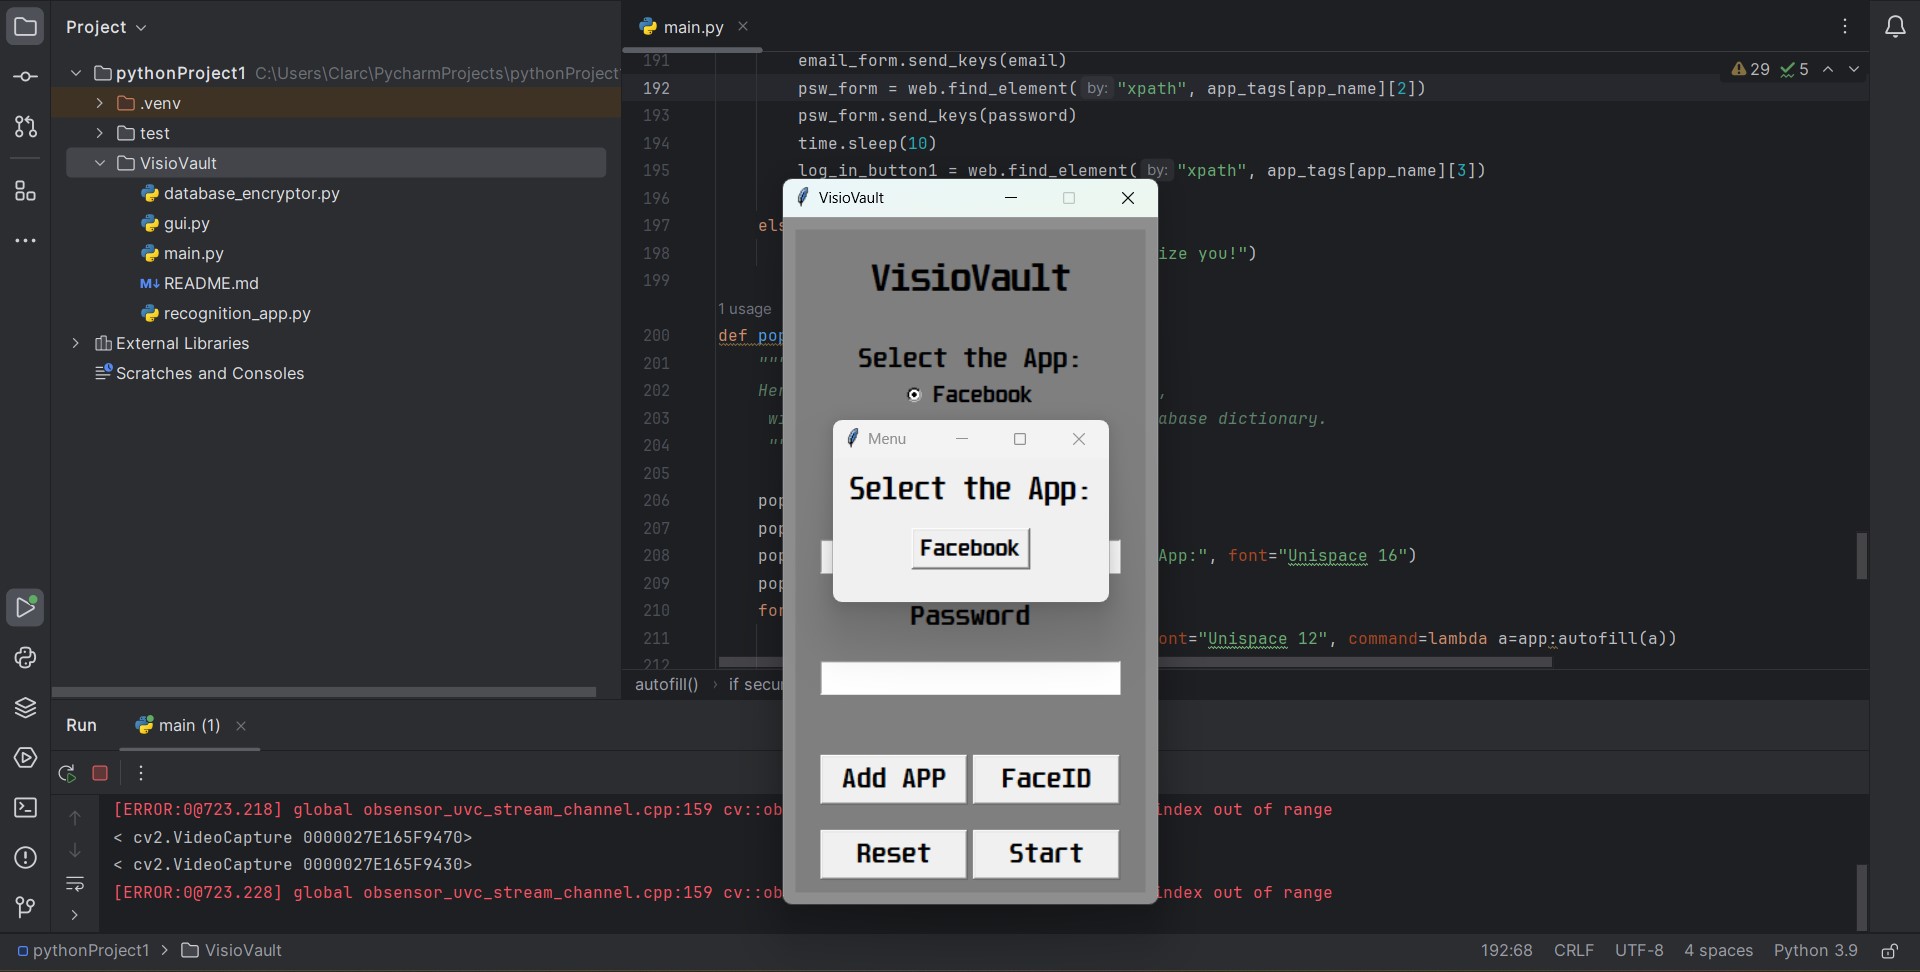 Project
pythonProject1 C:\Users\Clarc\PycharmProjects\pythonProject
.venv
test
VisioVault
database_encryptor.py
gui.py
main.py
README.md
recognition_app.py
External Libraries
Scratches and Consoles
main.py
29 5
191 email_form.send_keys(email)
192 psw_form = web.find_element( by: "xpath", app_tags[app_name][2])
193 psw_form.send_keys(password)
194 time.sleep(10)
195 log_in_button1 = web.find_element( by: "xpath", app_tags[app_name][3])
196
197 els
198 ize you!")
199
1 usage
200 def pop
201 """
202 Her ,
203 wi abase dictionary.
204 ""
205
206 pop
207 pop
208 pop App:", font="Unispace 16")
209 pop
210 for
211 ont="Unispace 12", command=lambda a=app:autofill(a))
212
autofill() › if secu
VisioVault
VisioVault
Select the App:
Facebook
Menu
Select the App:
Facebook
Password
Add APP FaceID
Reset Start
Run main (1)
[ERROR:0@723.218] global obsensor_uvc_stream_channel.cpp:159 cv::ob index out of range
< cv2.VideoCapture 0000027E165F9470>
< cv2.VideoCapture 0000027E165F9430>
[ERROR:0@723.228] global obsensor_uvc_stream_channel.cpp:159 cv::ob index out of range
pythonProject1 > VisioVault
192:68 CRLF UTF-8 4 spaces Python 3.9